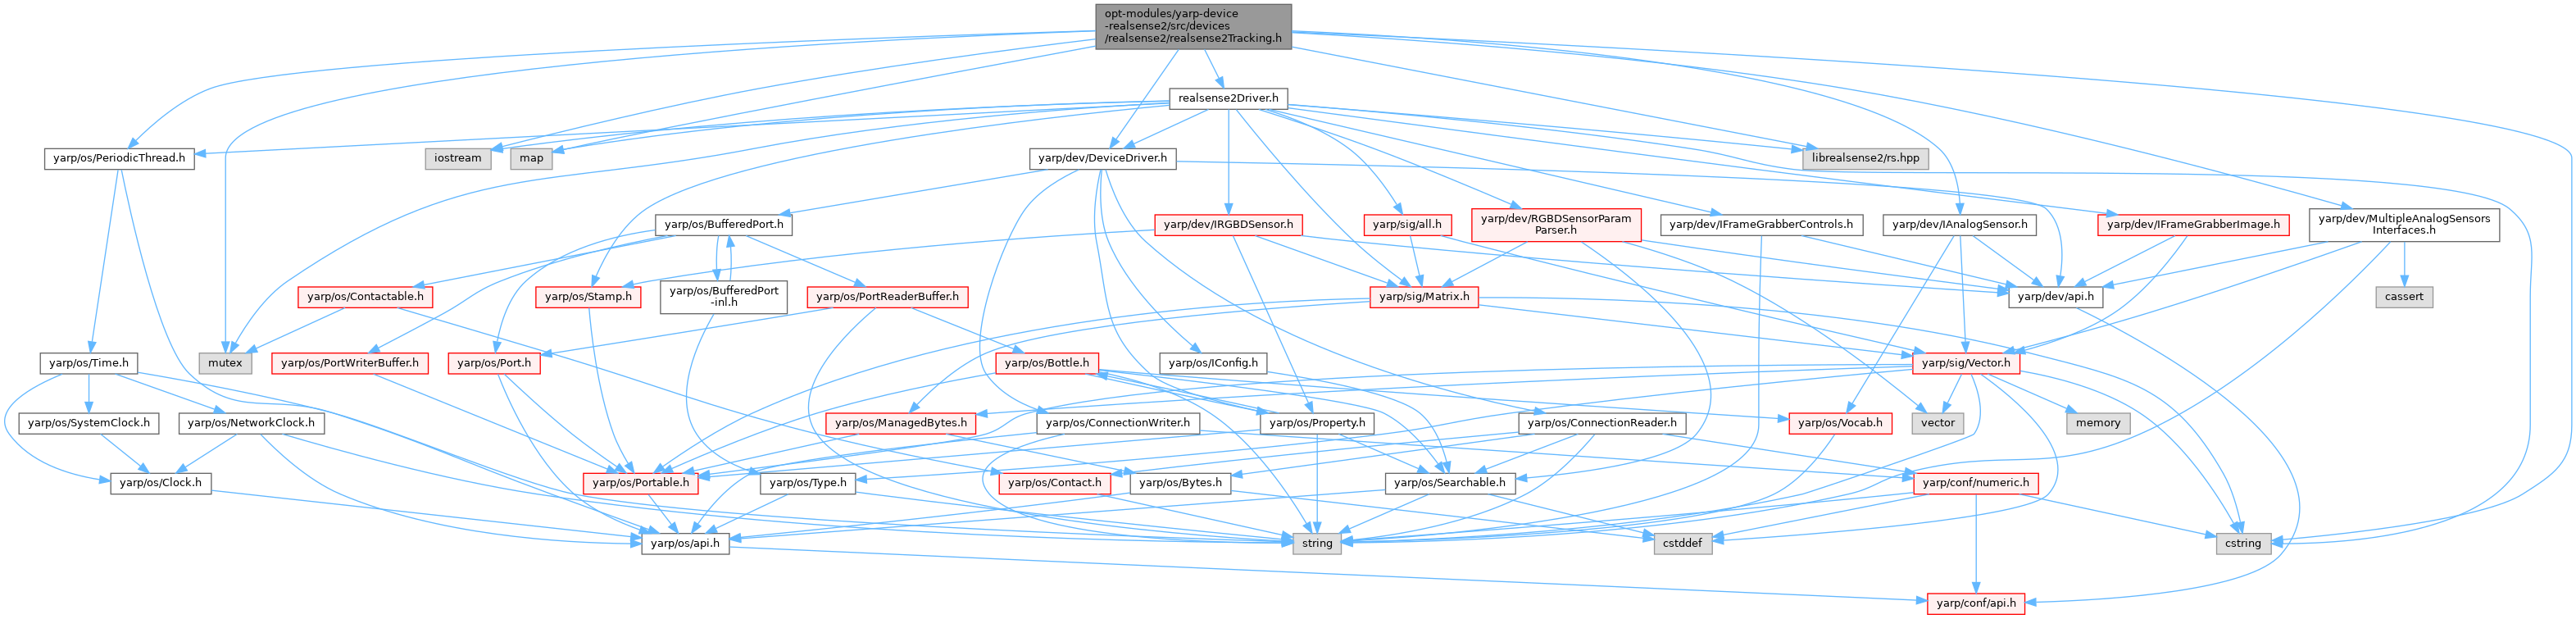 opt-modules/yarp-device
-realsense2/src/devices
/realsense2/realsense2Tracking.h
realsense2Driver.h
yarp/os/PeriodicThread.h
iostream
map
yarp/dev/DeviceDriver.h
librealsense2/rs.hpp
yarp/os/BufferedPort.h
yarp/dev/IRGBDSensor.h
yarp/sig/all.h
yarp/dev/RGBDSensorParam
Parser.h
yarp/dev/IFrameGrabberControls.h
yarp/dev/IAnalogSensor.h
yarp/dev/IFrameGrabberImage.h
yarp/dev/MultipleAnalogSensors
Interfaces.h
yarp/os/Contactable.h
yarp/os/Stamp.h
yarp/os/BufferedPort
-inl.h
yarp/os/PortReaderBuffer.h
yarp/sig/Matrix.h
yarp/dev/api.h
cassert
yarp/os/Time.h
mutex
yarp/os/PortWriterBuffer.h
yarp/os/Port.h
yarp/os/Bottle.h
yarp/os/IConfig.h
yarp/sig/Vector.h
yarp/os/SystemClock.h
yarp/os/NetworkClock.h
yarp/os/ManagedBytes.h
yarp/os/ConnectionWriter.h
yarp/os/Property.h
yarp/os/ConnectionReader.h
yarp/os/Vocab.h
vector
memory
yarp/os/Clock.h
yarp/os/Portable.h
yarp/os/Type.h
yarp/os/Contact.h
yarp/os/Bytes.h
yarp/os/Searchable.h
yarp/conf/numeric.h
yarp/os/api.h
string
cstddef
cstring
yarp/conf/api.h